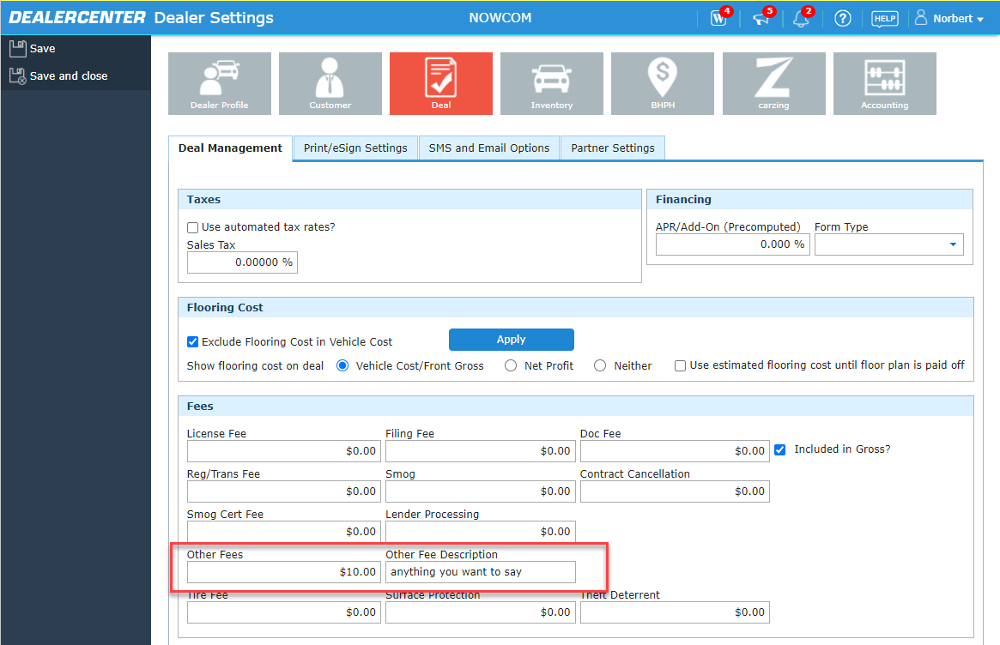 DEALERCENTER Dealer Settings NOWCOM W 4 5 2 ? HELP Norbert
Save
Save and close
Dealer Profile Customer Deal Inventory BHPH carzing Accounting
Deal Management Print/eSign Settings SMS and Email Options Partner Settings
Taxes Financing
Use automated tax rates? APR/Add-On (Precomputed) Form Type
Sales Tax 0.000 %
0.00000 %
Flooring Cost
Exclude Flooring Cost in Vehicle Cost Apply
Show flooring cost on deal Vehicle Cost/Front Gross Net Profit Neither Use estimated flooring cost until floor plan is paid off
Fees
License Fee Filing Fee Doc Fee
$0.00 $0.00 $0.00 Included in Gross?
Reg/Trans Fee Smog Contract Cancellation
$0.00 $0.00 $0.00
Smog Cert Fee Lender Processing
$0.00 $0.00
Other Fees Other Fee Description
$10.00 anything you want to say
Tire Fee Surface Protection Theft Deterrent
$0.00 $0.00 $0.00